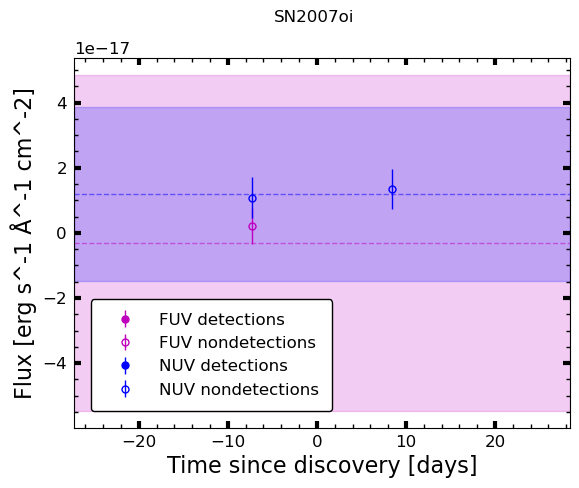 SN2007oi
1e−17
4
2
0
−2
−4
Flux [erg s^-1 Å^-1 cm^-2]
FUV detections
FUV nondetections
NUV detections
NUV nondetections
−20 −10 0 10 20
Time since discovery [days]